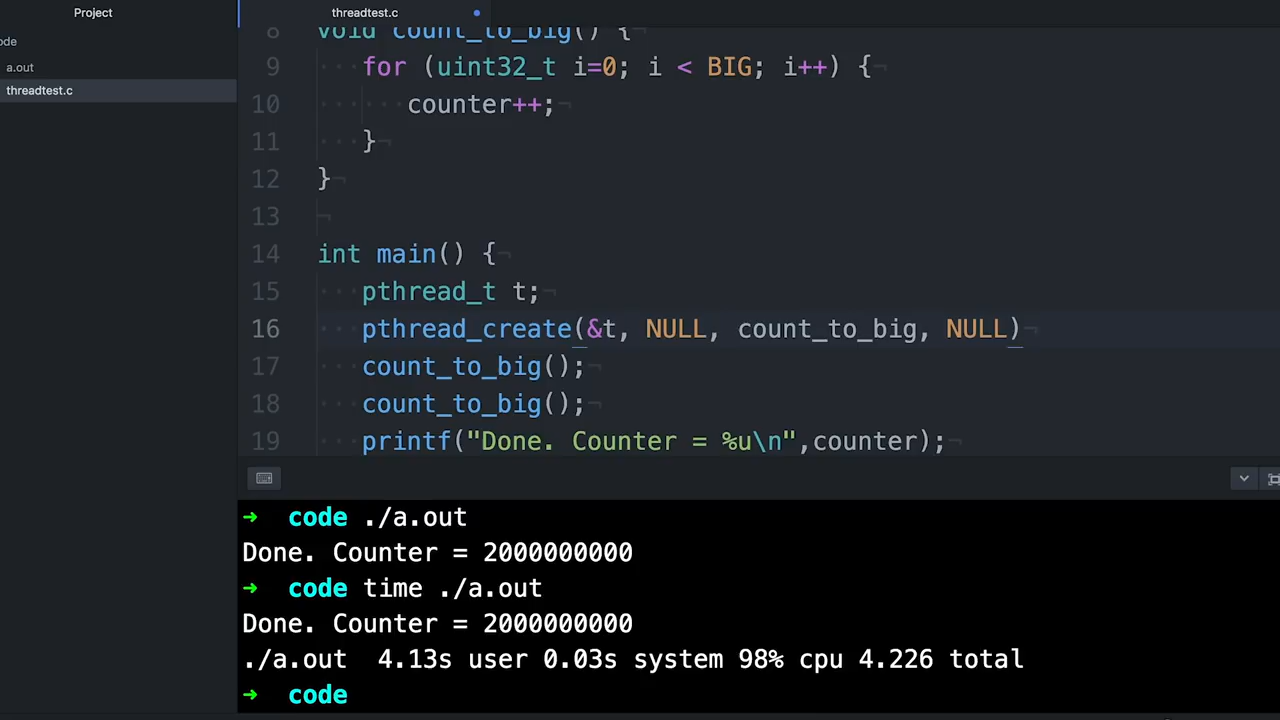 Project
threadtest.c
ode
a.out
threadtest.c
8 void count_to_big() {
9 for (uint32_t i=0; i < BIG; i++) {
10 counter++;
11 }
12 }
13
14 int main() {
15 pthread_t t;
16 pthread_create(&t, NULL, count_to_big, NULL)
17 count_to_big();
18 count_to_big();
19 printf("Done. Counter = %u\n",counter);
➜ code ./a.out
Done. Counter = 2000000000
➜ code time ./a.out
Done. Counter = 2000000000
./a.out 4.13s user 0.03s system 98% cpu 4.226 total
➜ code